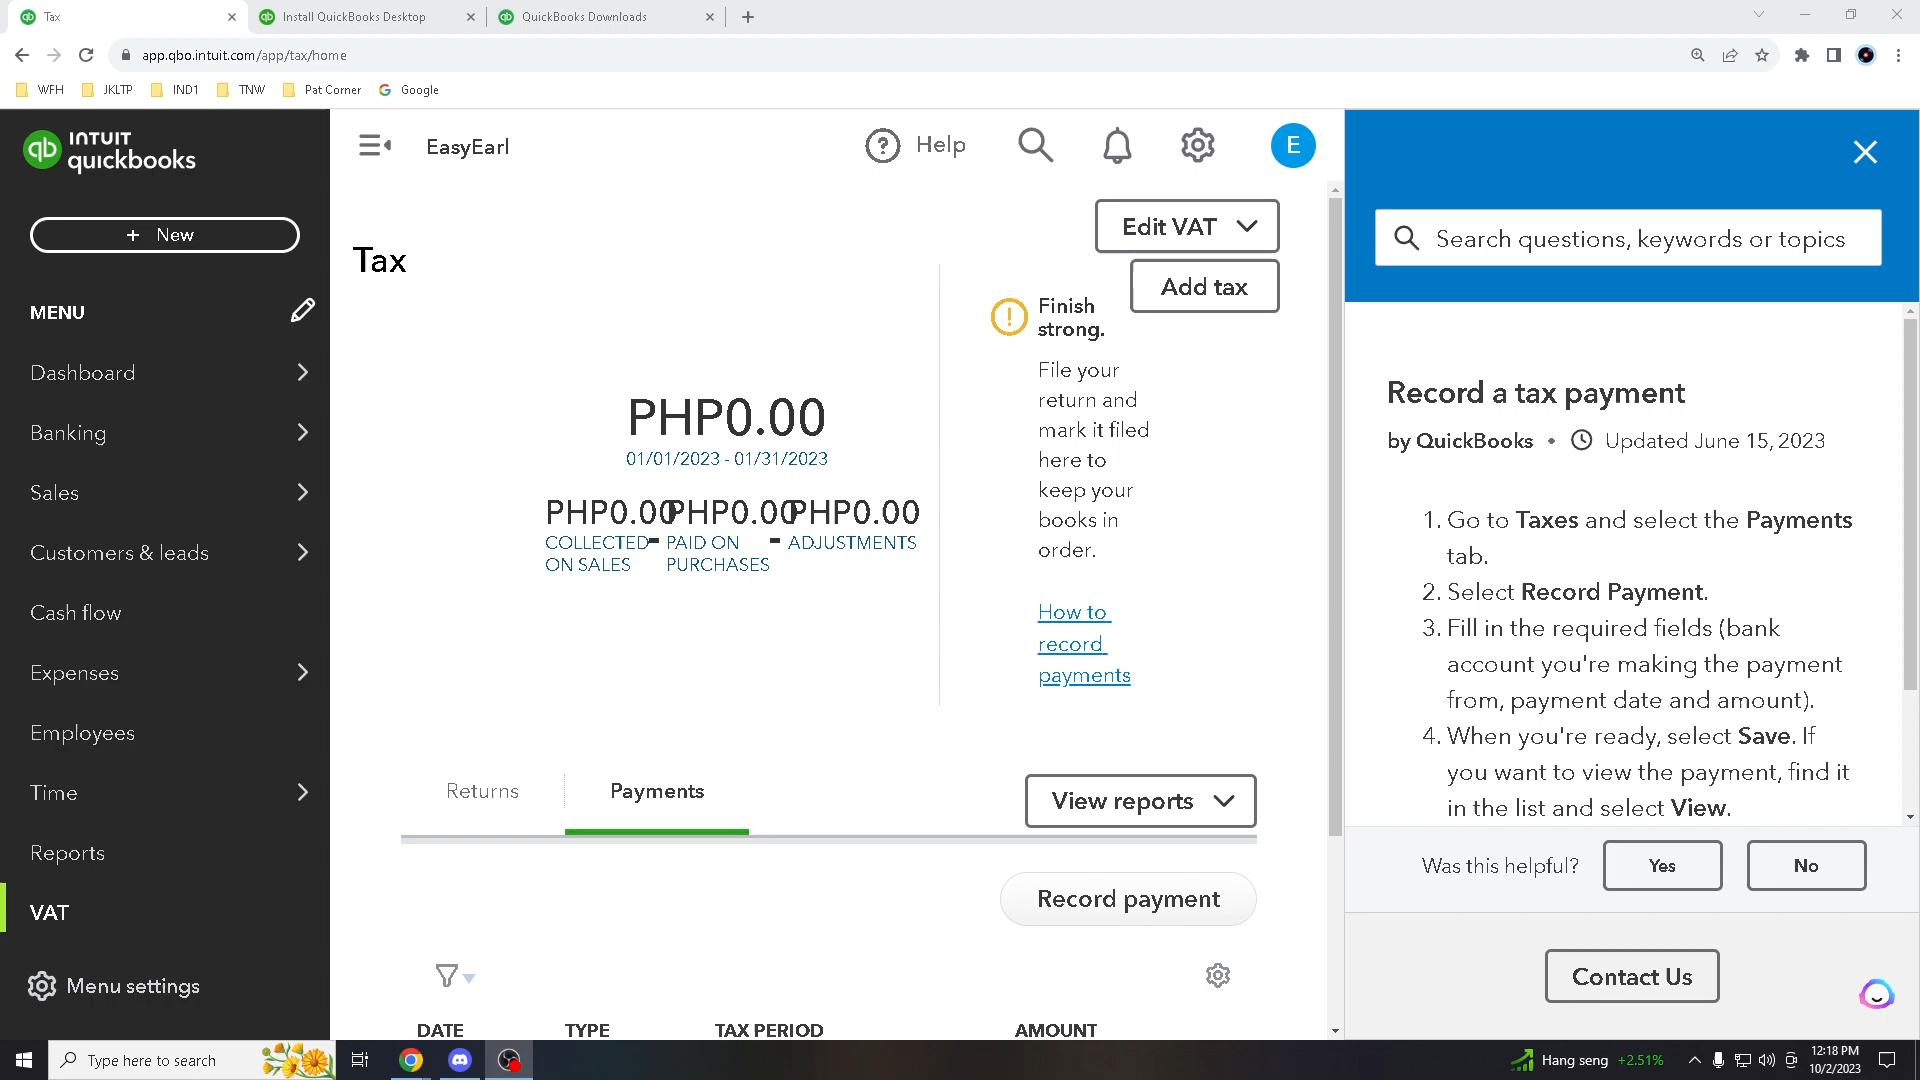 Tax
Install QuickBooks Desktop
QuickBooks Downloads
app.qbo.intuit.com/app/tax/home
WFH
JKLTP
IND1
TNW
Pat Corner
Google
INTUIT
quickbooks
EasyEarl
Help
E
+ New
Edit VAT
Search questions, keywords or topics
Tax
Add tax
MENU
Finish
strong.
Dashboard
File your
return and
mark it filed
here to
keep your
books in
order.
Record a tax payment
by QuickBooks • Updated June 15, 2023
Banking
PHP0.00
01/01/2023 - 01/31/2023
Sales
PHP0.00
COLLECTED
ON SALES
-
PHP0.00
PAID ON
PURCHASES
-
PHP0.00
ADJUSTMENTS
1. Go to Taxes and select the Payments
tab.
2. Select Record Payment.
3. Fill in the required fields (bank
account you're making the payment
from, payment date and amount).
4. When you're ready, select Save. If
you want to view the payment, find it
in the list and select View.
Customers & leads
Cash flow
How to
record
payments
Expenses
Employees
Time
Returns
Payments
View reports
Reports
Was this helpful?
Yes
No
VAT
Record payment
Menu settings
Contact Us
DATE
TYPE
TAX PERIOD
AMOUNT
Type here to search
Hang seng +2.51%
12:18 PM
10/2/2023